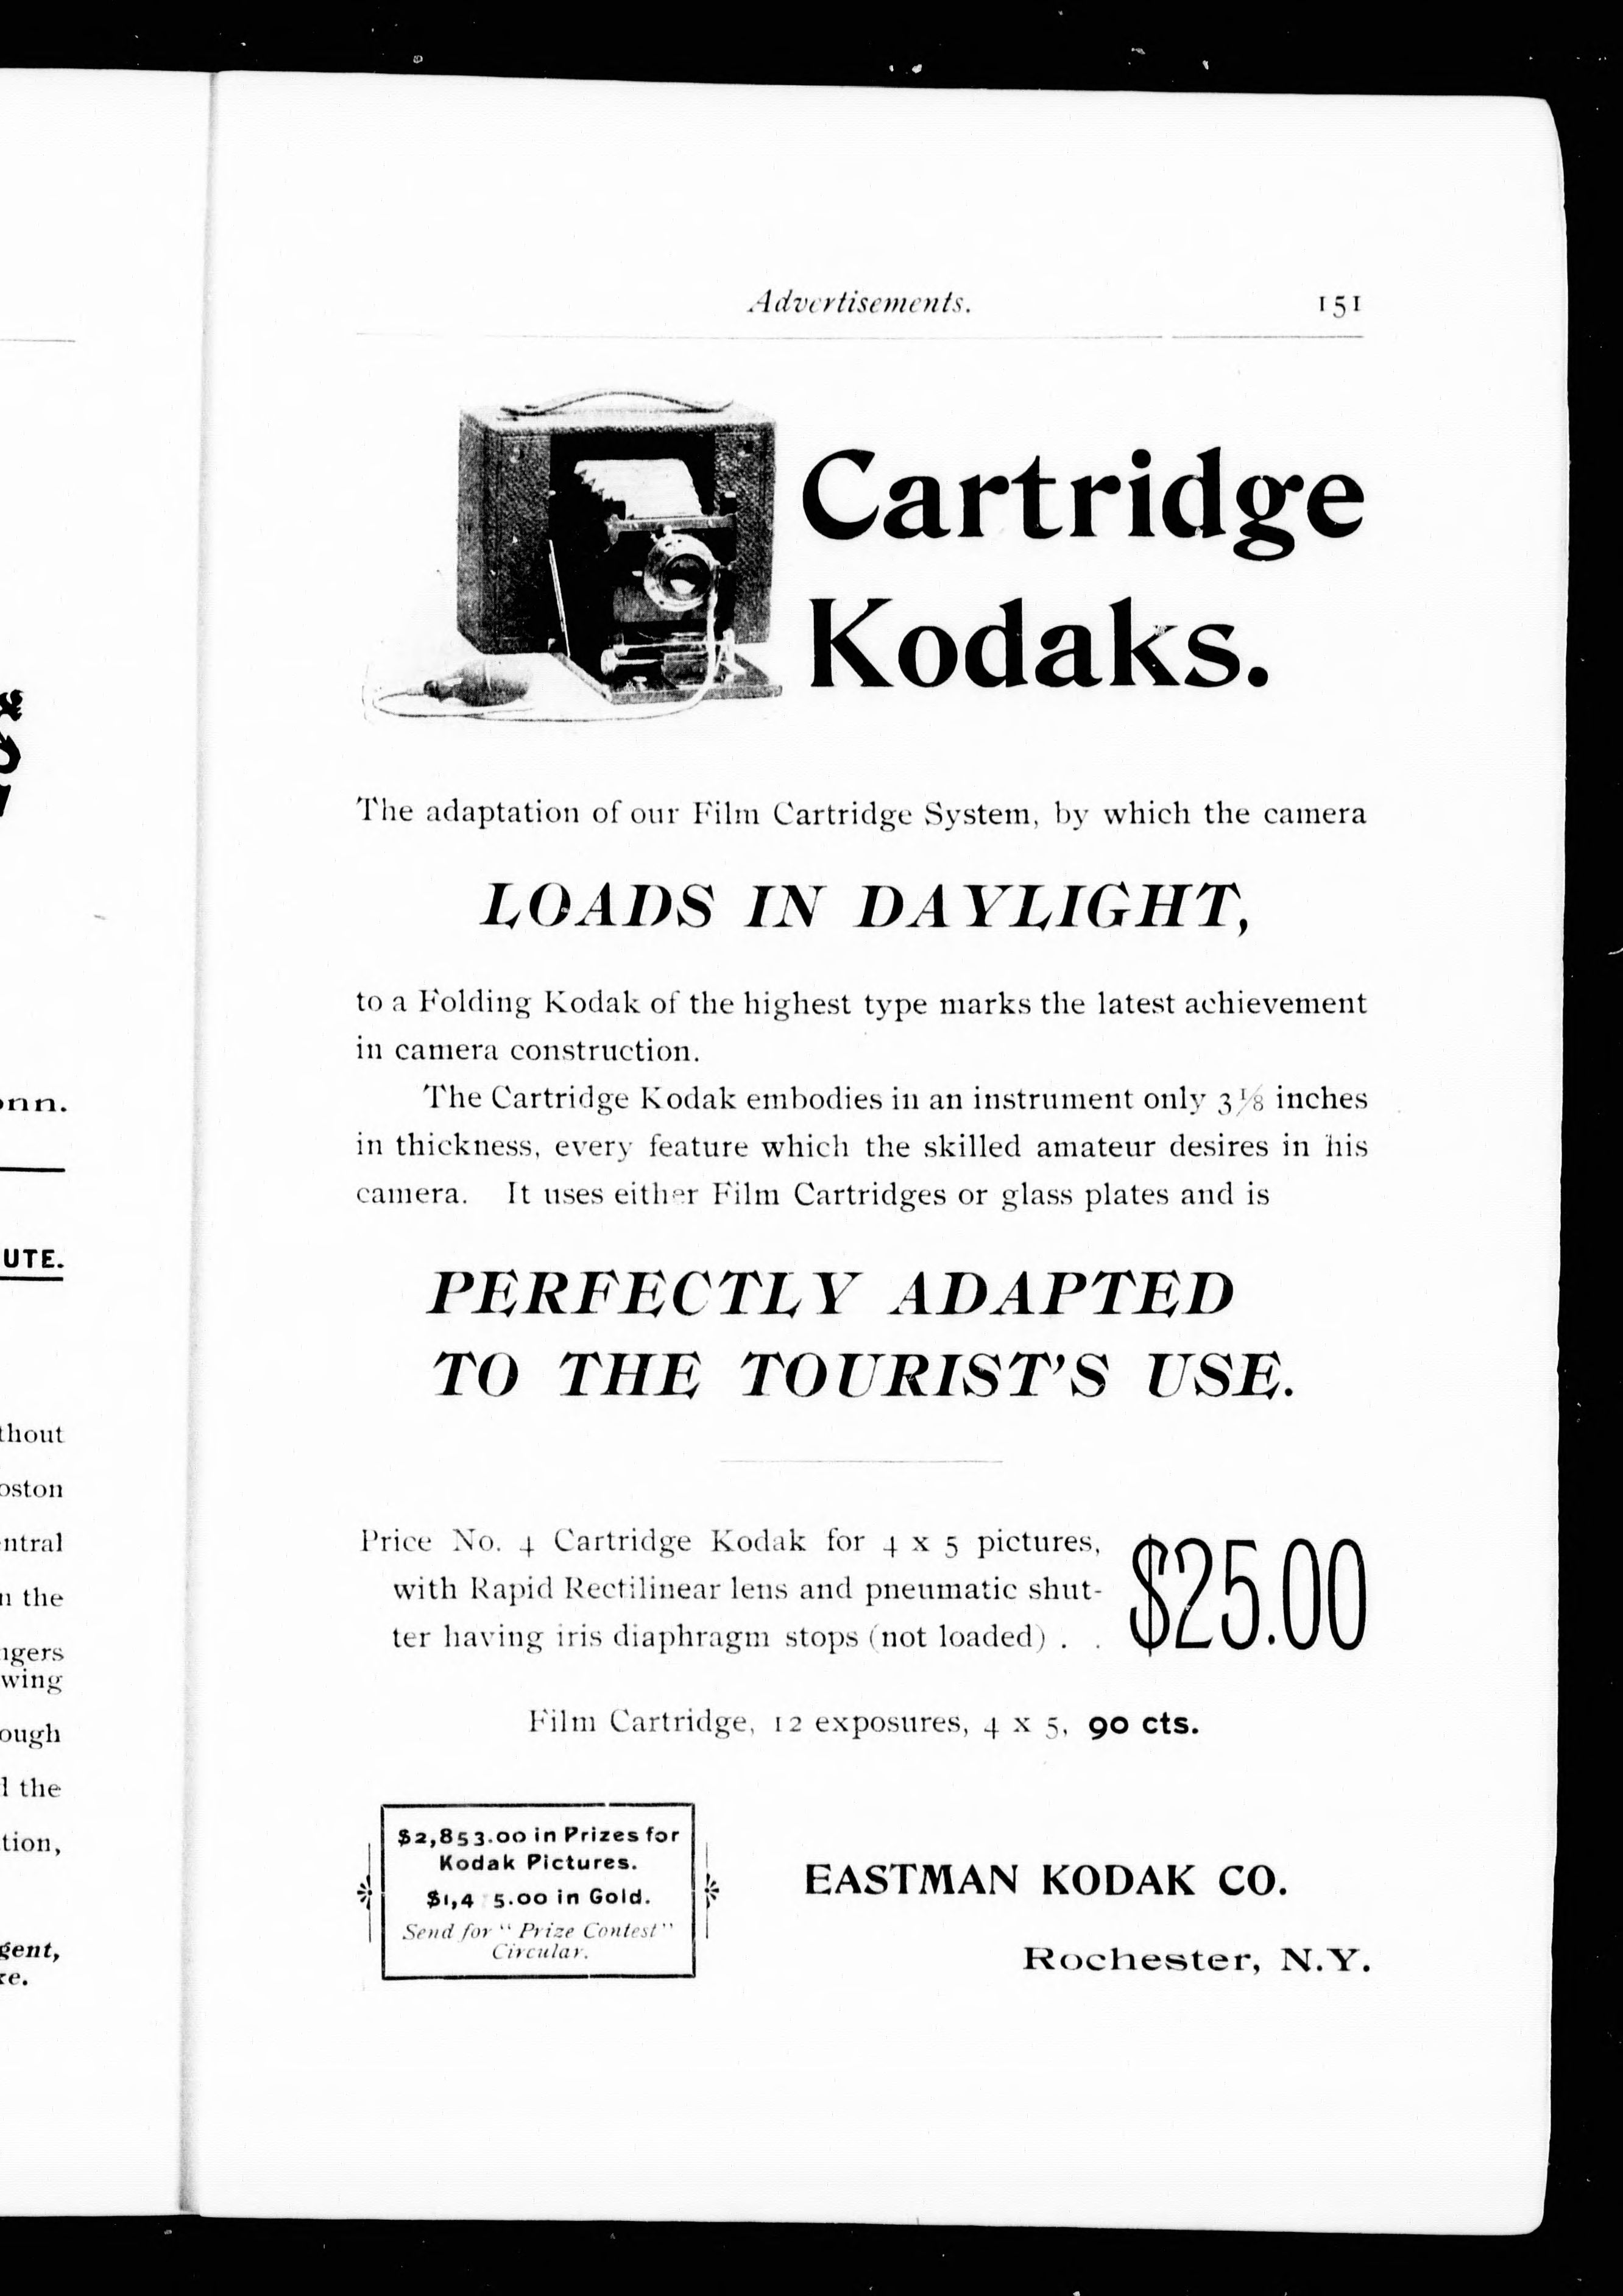 Advertisements. 151
Cartridge
Kodaks.
The adaptation of our Film Cartridge System, by which the camera
LOADS IN DAYLIGHT,
to a Folding Kodak of the highest type marks the latest achievement
in camera construction.
The Cartridge Kodak embodies in an instrument only 3⅛ inches
in thickness, every feature which the skilled amateur desires in his
camera. It uses either Film Cartridges or glass plates and is
PERFECTLY ADAPTED
TO THE TOURIST'S USE.
Price No. 4 Cartridge Kodak for 4 x 5 pictures,
with Rapid Rectilinear lens and pneumatic shut-
ter having iris diaphragm stops (not loaded) . .
$25.00
Film Cartridge, 12 exposures, 4 x 5, 90 cts.
$2,853.00 in Prizes for
Kodak Pictures.
in Gold.
Send for "Prize Contest"
Circular.
EASTMAN KODAK CO.
Rochester, N.Y.
onn.
UTE.
thout
oston
ntral
n the
ngers
wing
ough
l the
tion,
gent,